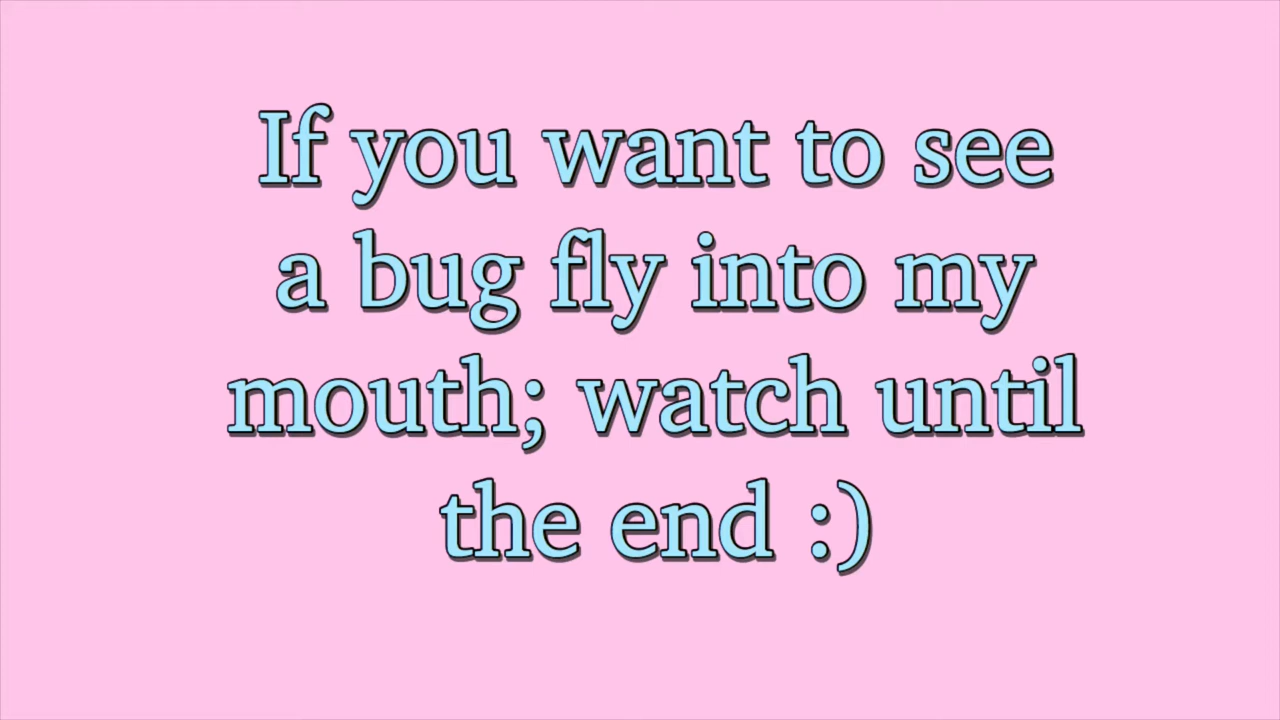 If you want to see
a bug fly into my
mouth; watch until
the end :)